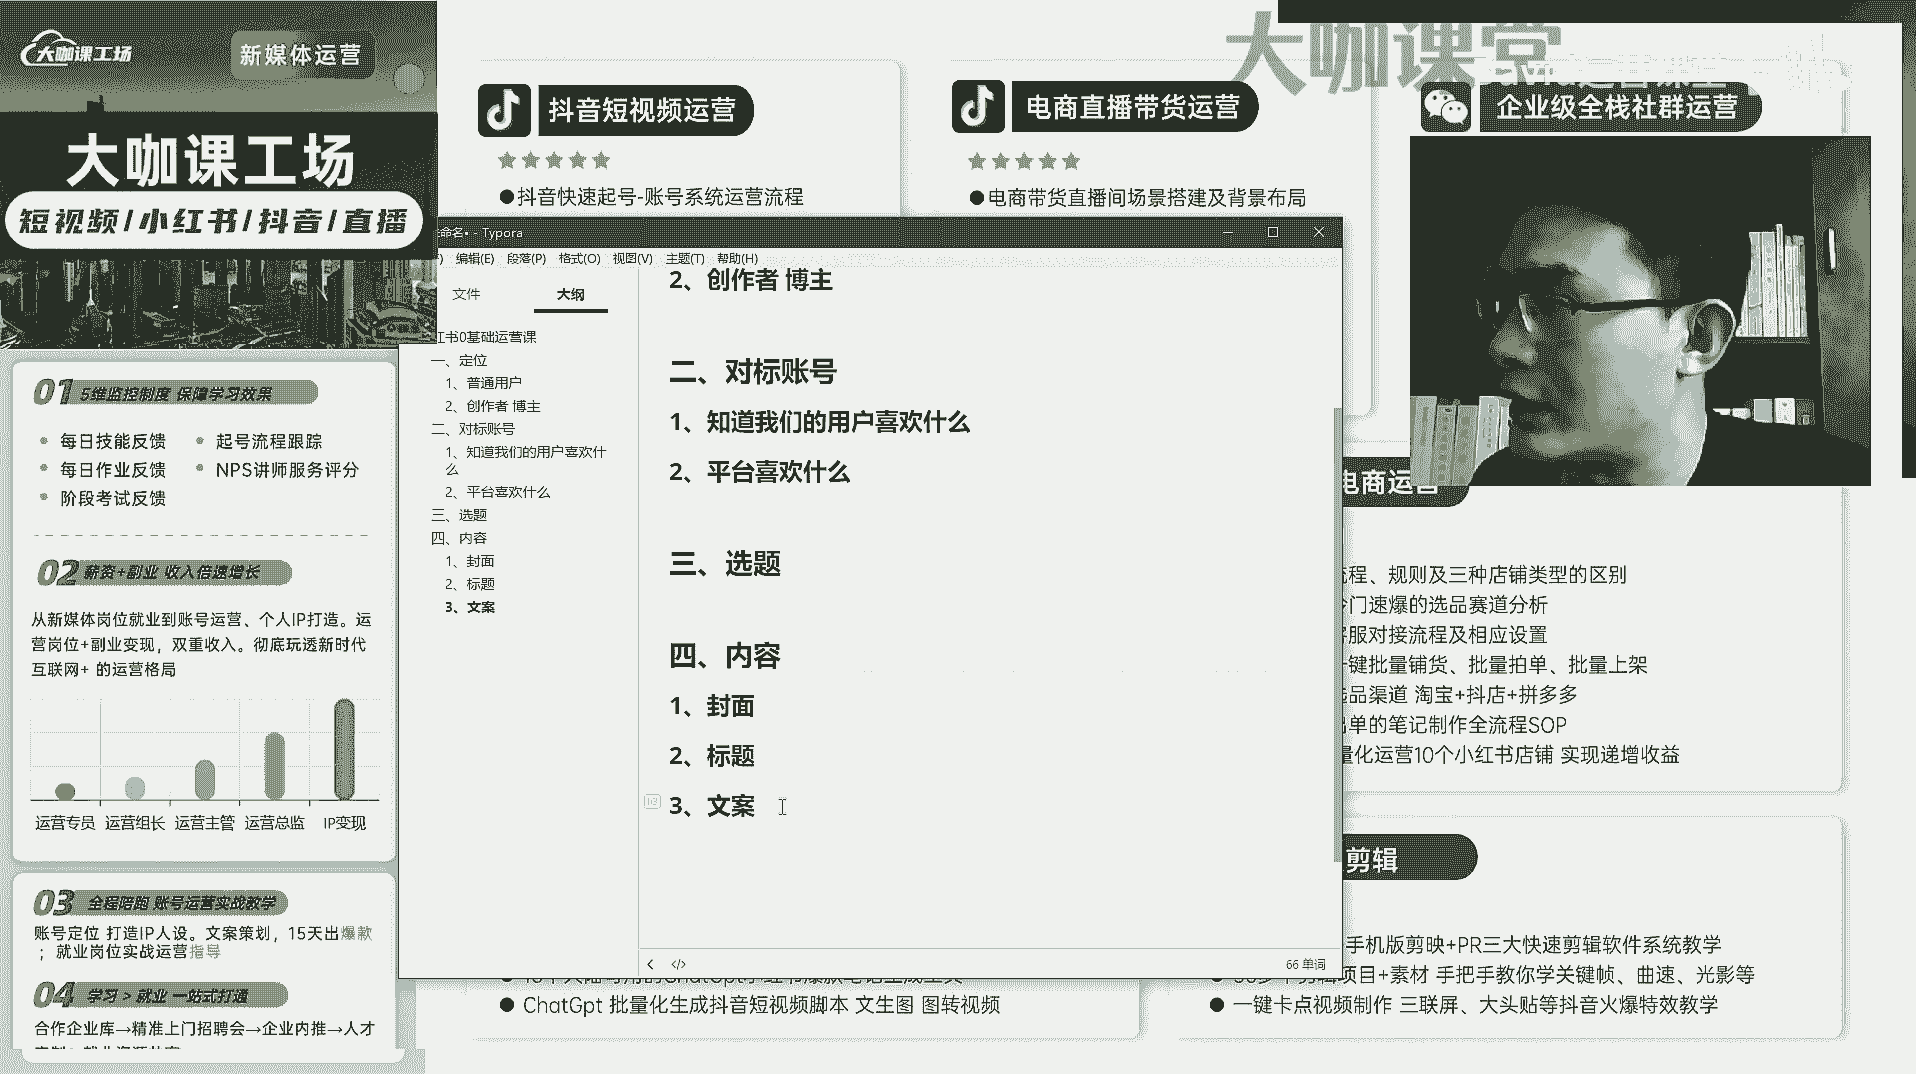 大咖课工场
新媒体运营
大咖课工场
短视频/小红书/抖音/直播
01 5维监控制度 保障学习效果
每日技能反馈
起号流程跟踪
每日作业反馈
NPS讲师服务评分
阶段考试反馈
02 薪资+副业 收入倍速增长
从新媒体岗位就业到账号运营、个人IP打造。运
营岗位+副业变现，双重收入。彻底玩透新时代
互联网+ 的运营格局
运营专员 运营组长 运营主管 运营总监 IP变现
03 全程陪跑 账号运营实战教学
账号定位 打造IP人设。文案策划，15天出爆款
；就业岗位实战运营指导
04 学习 > 就业 一站式打通
合作企业库→精准上门招聘会→企业内推→人才
抖音短视频运营
●抖音快速起号-账号系统运营流程
电商直播带货运营
●电商带货直播间场景搭建及背景布局
大咖课堂
企业级全栈社群运营
命名• - Typora
编辑(E) 段落(P) 格式(O) 视图(V) 主题(T) 帮助(H)
文件
大纲
红书0基础运营课
一、定位
1、普通用户
2、创作者 博主
二、对标账号
1、知道我们的用户喜欢什
么
2、平台喜欢什么
三、选题
四、内容
1、封面
2、标题
3、文案
2、创作者 博主
二、对标账号
1、知道我们的用户喜欢什么
2、平台喜欢什么
三、选题
四、内容
1、封面
2、标题
3、文案
66 单词
电商运营
流程、规则及三种店铺类型的区别
冷门速爆的选品赛道分析
客服对接流程及相应设置
一键批量铺货、批量拍单、批量上架
选品渠道 淘宝+抖店+拼多多
出单的笔记制作全流程SOP
量化运营10个小红书店铺 实现递增收益
剪辑
手机版剪映+PR三大快速剪辑软件系统教学
项目+素材 手把手教你学关键帧、曲速、光影等
● 一键卡点视频制作 三联屏、大头贴等抖音火爆特效教学
● ChatGpt 批量化生成抖音短视频脚本 文生图 图转视频